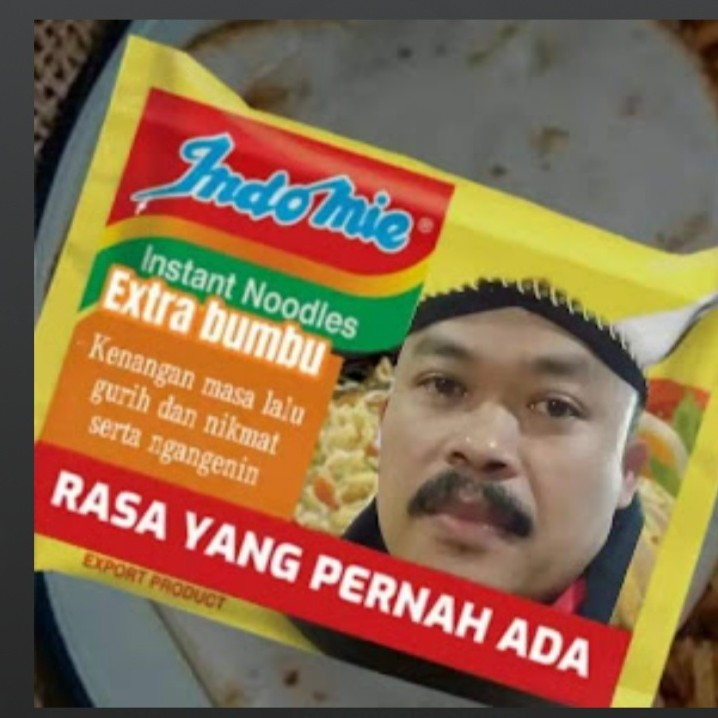 Indomie®
Instant Noodles
Extra bumbu
Kenangan masa lalu
gurih dan nikmat
serta ngangenin
RASA YANG PERNAH ADA
EXPORT PRODUCT